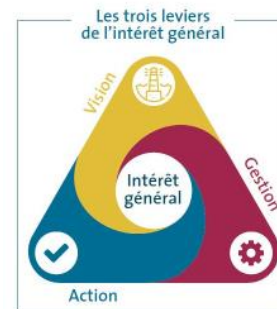 Les trois leviers
de l'intérêt général
Vision
Gestion
Intérêt
général
Action